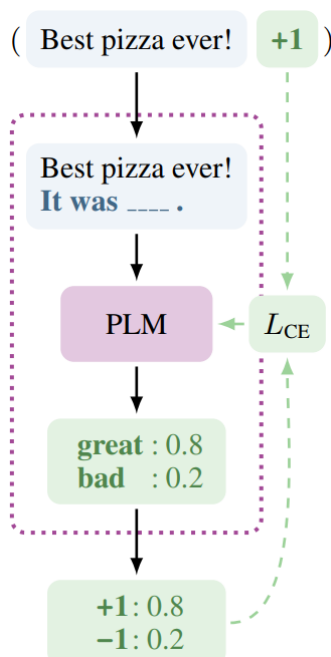 ( Best pizza ever! +1 )
Best pizza ever!
It was ____ .
PLM
L_CE
great : 0.8
bad : 0.2
+1: 0.8
−1: 0.2